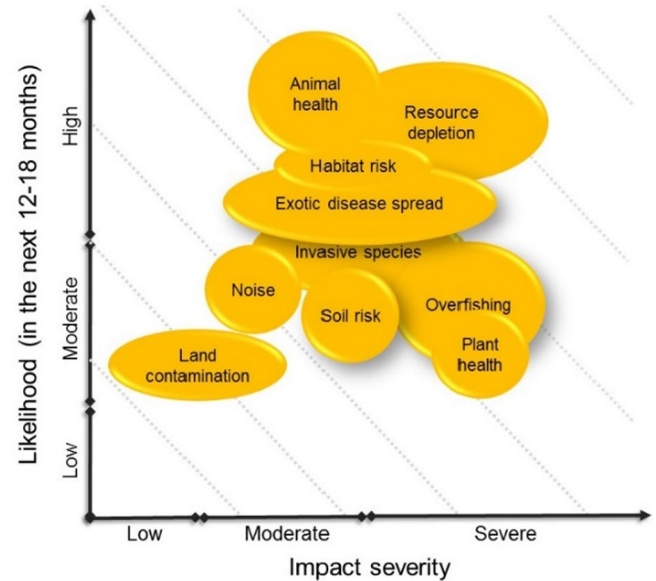 Likelihood (in the next 12-18 months)
High
Moderate
Low
Animal
health
Resource
depletion
Habitat risk
Exotic disease spread
Invasive species
Noise
Soil risk
Overfishing
Plant
health
Land
contamination
Low
Moderate
Severe
Impact severity